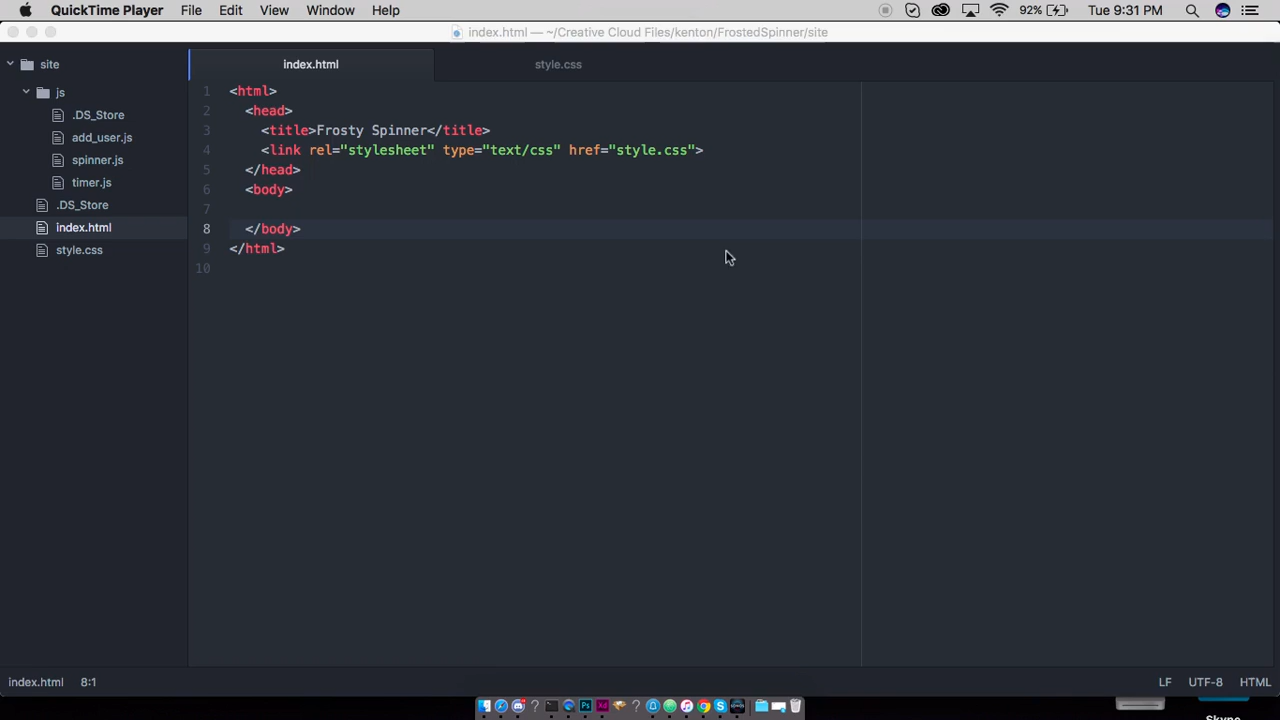 QuickTime Player File Edit View Window Help 92% Tue 9:31 PM
index.html — ~/Creative Cloud Files/kenton/FrostedSpinner/site
site
js
.DS_Store
add_user.js
spinner.js
timer.js
.DS_Store
index.html
style.css
index.html style.css
1 <html>
2 <head>
3 <title>Frosty Spinner</title>
4 <link rel="stylesheet" type="text/css" href="style.css">
5 </head>
6 <body>
7
8 </body>
9 </html>
10
index.html 8:1 LF UTF-8 HTML